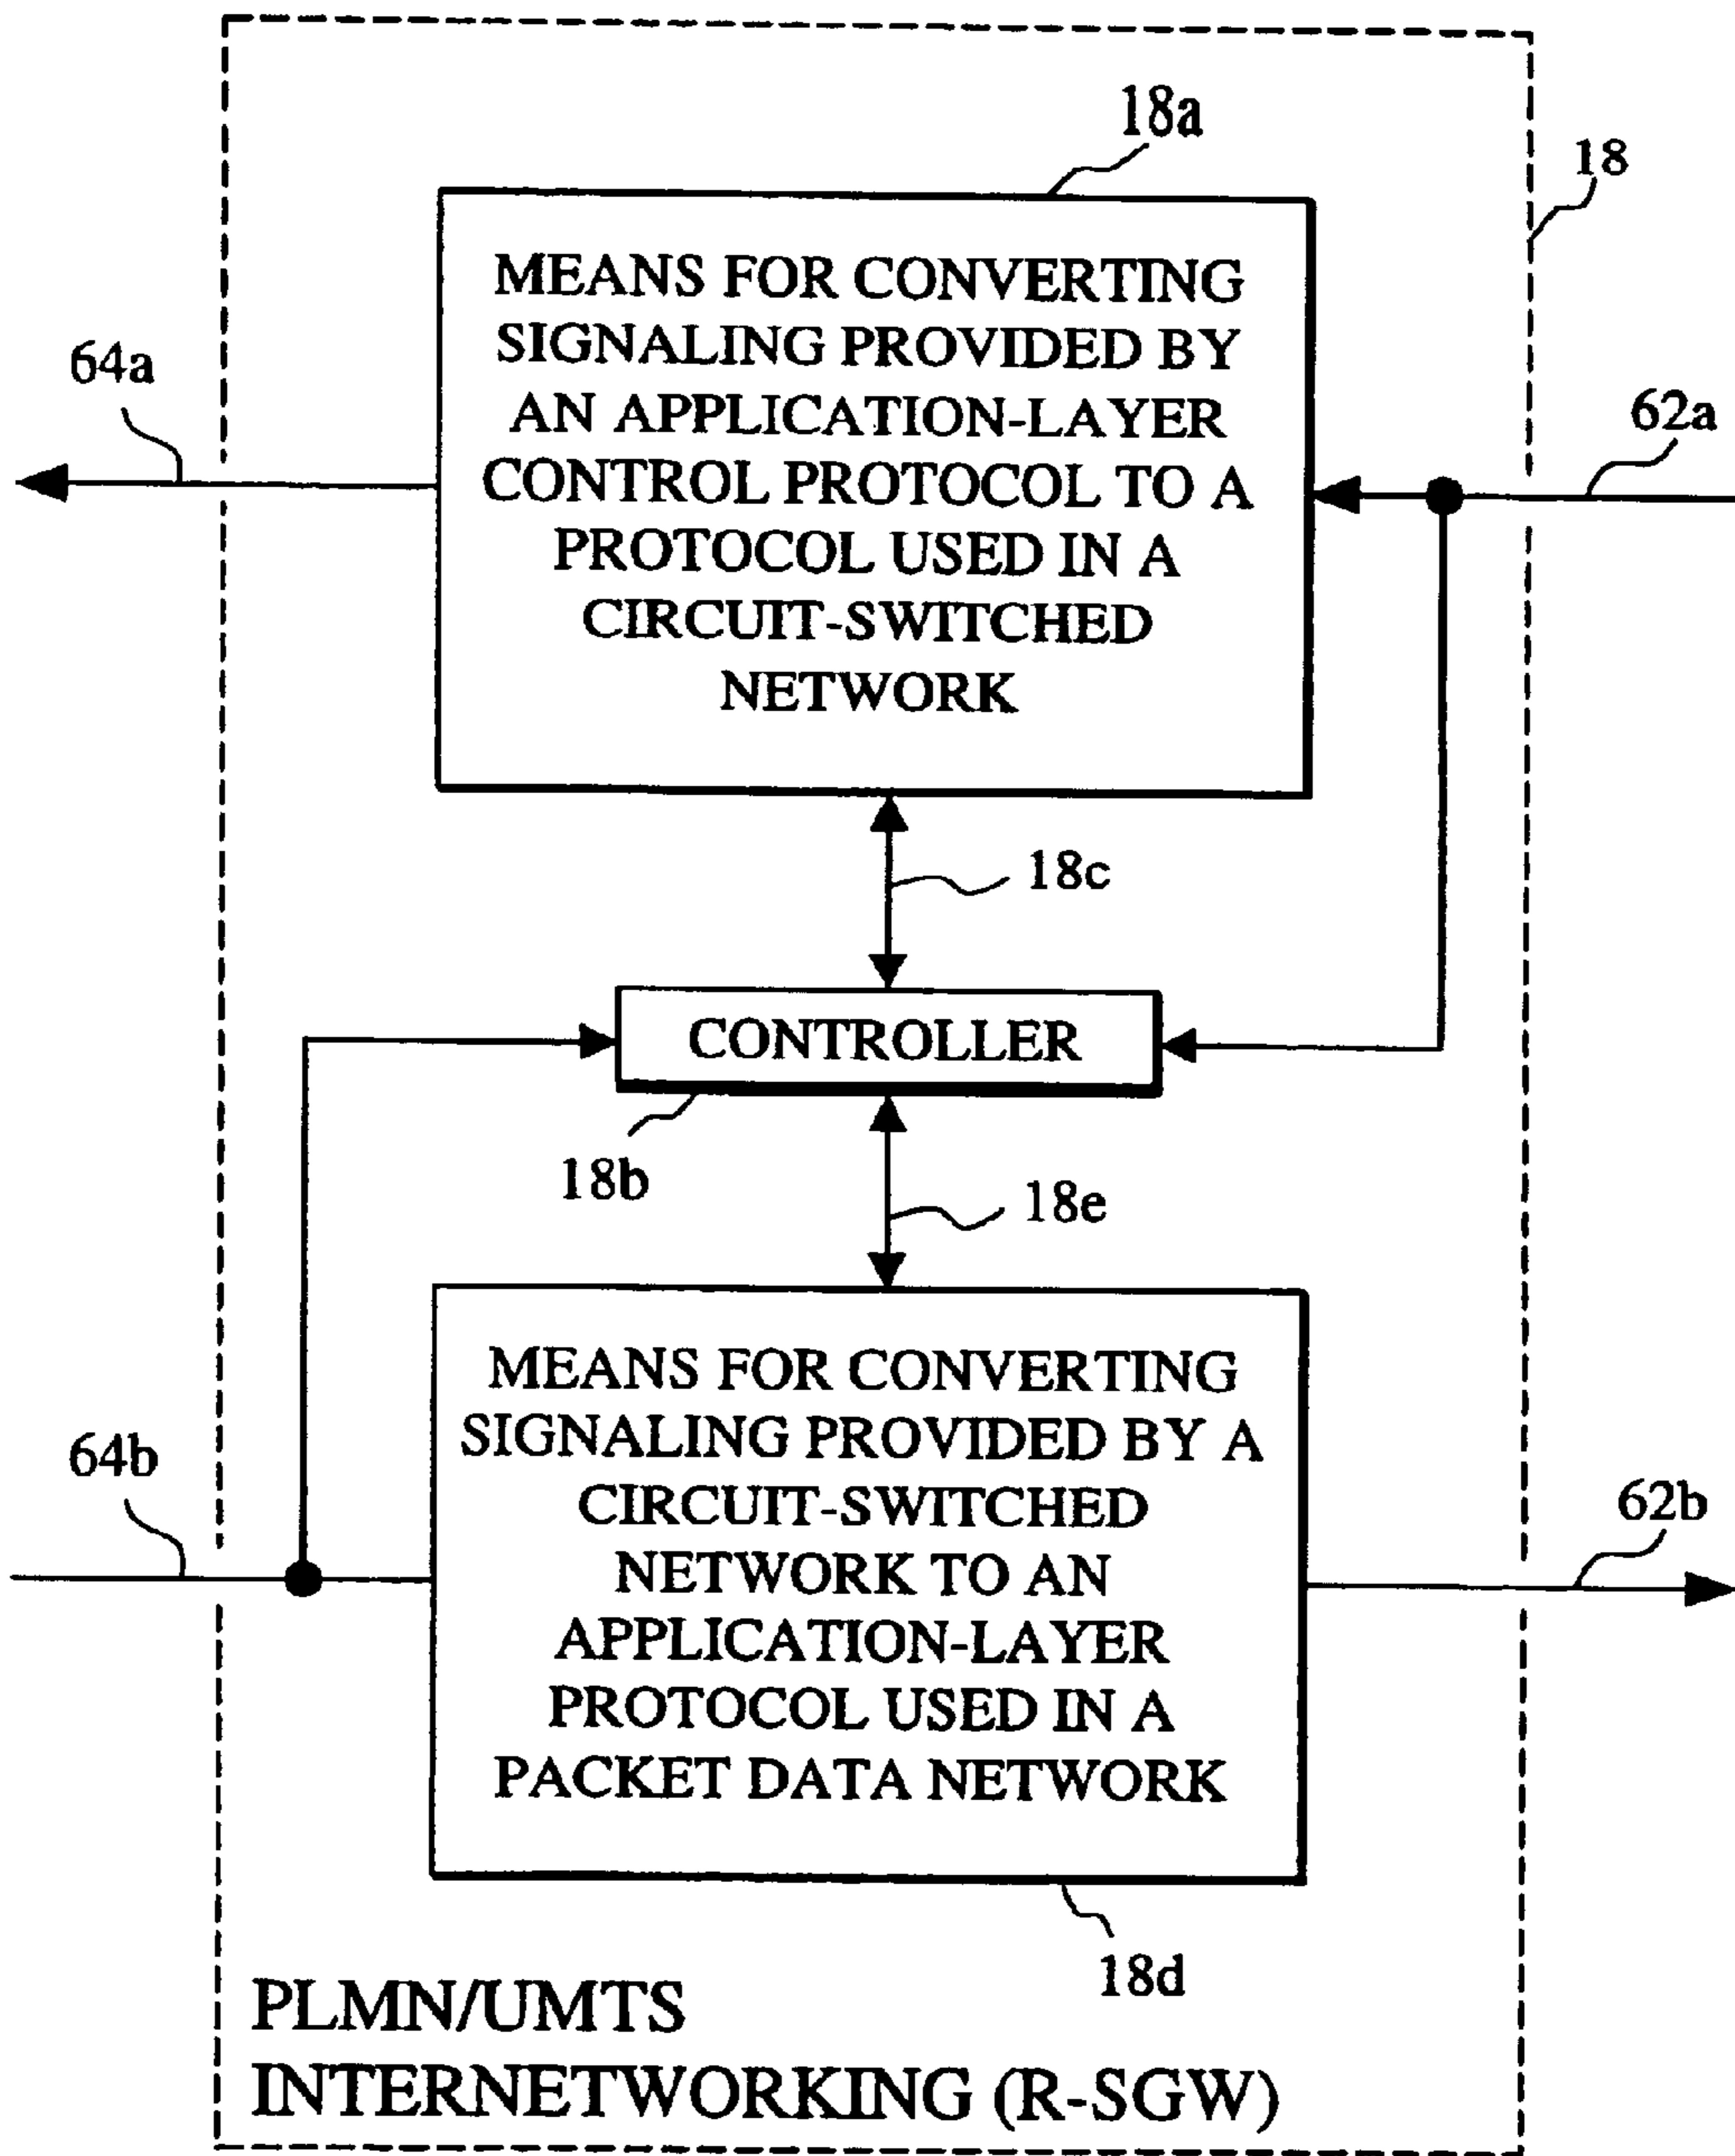 18a
18
MEANS FOR CONVERTING
SIGNALING PROVIDED BY
AN APPLICATION-LAYER
CONTROL PROTOCOL TO A
PROTOCOL USED IN A
CIRCUIT-SWITCHED
NETWORK
64a
62a
18c
CONTROLLER
18b
18e
MEANS FOR CONVERTING
SIGNALING PROVIDED BY A
CIRCUIT-SWITCHED
NETWORK TO AN
APPLICATION-LAYER
PROTOCOL USED IN A
PACKET DATA NETWORK
64b
62b
18d
PLMN/UMTS
INTERNETWORKING (R-SGW)